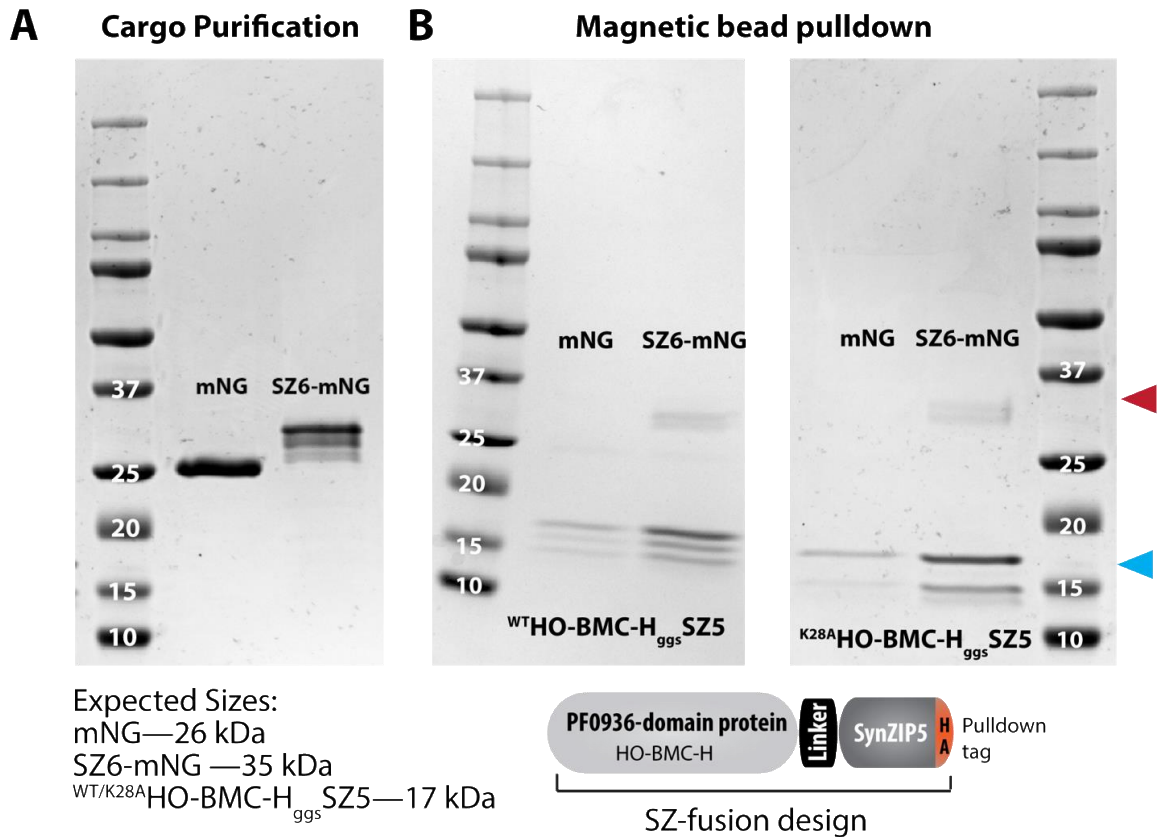 A Cargo Purification
B Magnetic bead pulldown
37
25
20
15
10
mNG SZ6-mNG
37
25
20
15
10
mNG SZ6-mNG
WTHO-BMC-HggsSZ5
mNG SZ6-mNG
37
25
20
15
10
K28AHO-BMC-HggsSZ5
Expected Sizes:
mNG—26 kDa
SZ6-mNG —35 kDa
WT/K28AHO-BMC-HggsSZ5—17 kDa
PF0936-domain protein
HO-BMC-H
Linker
SynZIP5
HA
Pulldown
tag
SZ-fusion design